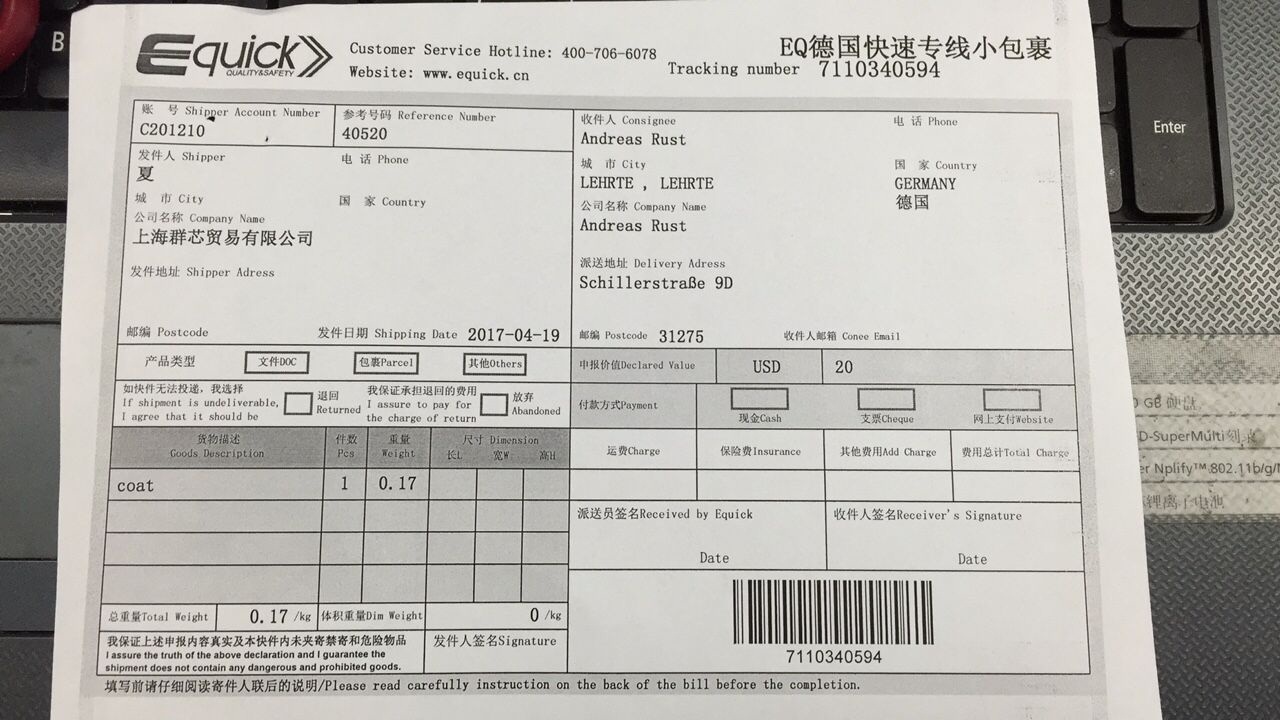 B
Enter
Equick
QUALITY&SAFETY
Customer Service Hotline: 400-706-6078
Website: www.equick.cn
EQ德国快速专线小包裹
Tracking number 7110340594
账 号 Shipper Account Number
C201210
参考号码 Reference Number
40520
发件人 Shipper
夏
电 话 Phone
城 市 City
国 家 Country
公司名称 Company Name
上海群芯贸易有限公司
发件地址 Shipper Adress
邮编 Postcode
发件日期 Shipping Date 2017-04-19
收件人 Consignee
Andreas Rust
电 话 Phone
城 市 City
LEHRTE , LEHRTE
国 家 Country
GERMANY
德国
公司名称 Company Name
Andreas Rust
派送地址 Delivery Adress
Schillerstraße 9D
邮编 Postcode 31275
收件人邮箱 Conee Email
产品类型 文件DOC 包裹Parcel 其他Others
申报价值Declared Value USD 20
如快件无法投递，我选择
If shipment is undeliverable,
I agree that it should be
退回
Returned
我保证承担退回的费用
I assure to pay for
the charge of return
放弃
Abandoned
付款方式Payment
现金Cash
支票Cheque
网上支付Website
货物描述
Goods Description
件数
Pcs
重量
Weight
尺寸 Dimension
长L 宽W 高H
运费Charge 保险费Insurance 其他费用Add Charge 费用总计Total Charge
coat 1 0.17
派送员签名Received by Equick
Date
收件人签名Receiver's Signature
Date
总重量Total Weight 0.17 /kg 体积重量Dim Weight 0 /kg
我保证上述申报内容真实及本快件内未夹寄禁寄和危险物品
I assure the truth of the above declaration and I guarantee the
shipment does not contain any dangerous and prohibited goods.
发件人签名Signature
7110340594
填写前请仔细阅读寄件人联后的说明/Please read carefully instruction on the back of the bill before the completion.
GB 硬盘
D-SuperMulti 刻录
Nplify™ 802.11b/g/
锂离子电池